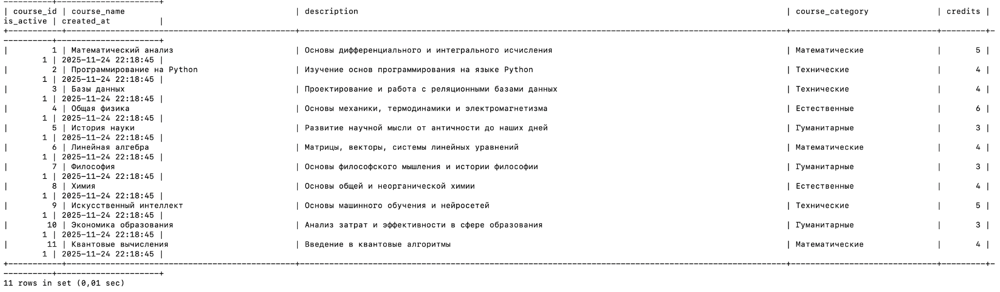 ----------+---------------------+
| course_id | course_name | description | course_category | credits |
is_active | created_at |
+-----------+-----------------------------------------------+----------------------------------------------------------------------------------------------------+------------------------------+---------+-
----------+---------------------+
| 1 | Математический анализ | Основы дифференциального и интегрального исчисления | Математические | 5 |
1 | 2025-11-24 22:18:45 |
| 2 | Программирование на Python | Изучение основ программирования на языке Python | Технические | 4 |
1 | 2025-11-24 22:18:45 |
| 3 | Базы данных | Проектирование и работа с реляционными базами данных | Технические | 4 |
1 | 2025-11-24 22:18:45 |
| 4 | Общая физика | Основы механики, термодинамики и электромагнетизма | Естественные | 6 |
1 | 2025-11-24 22:18:45 |
| 5 | История науки | Развитие научной мысли от античности до наших дней | Гуманитарные | 3 |
1 | 2025-11-24 22:18:45 |
| 6 | Линейная алгебра | Матрицы, векторы, системы линейных уравнений | Математические | 4 |
1 | 2025-11-24 22:18:45 |
| 7 | Философия | Основы философского мышления и истории философии | Гуманитарные | 3 |
1 | 2025-11-24 22:18:45 |
| 8 | Химия | Основы общей и неорганической химии | Естественные | 4 |
1 | 2025-11-24 22:18:45 |
| 9 | Искусственный интеллект | Основы машинного обучения и нейросетей | Технические | 5 |
1 | 2025-11-24 22:18:45 |
| 10 | Экономика образования | Анализ затрат и эффективности в сфере образования | Гуманитарные | 3 |
1 | 2025-11-24 22:18:45 |
| 11 | Квантовые вычисления | Введение в квантовые алгоритмы | Математические | 4 |
1 | 2025-11-24 22:18:45 |
+-----------+-----------------------------------------------+----------------------------------------------------------------------------------------------------+------------------------------+---------+-
----------+---------------------+
11 rows in set (0,01 sec)